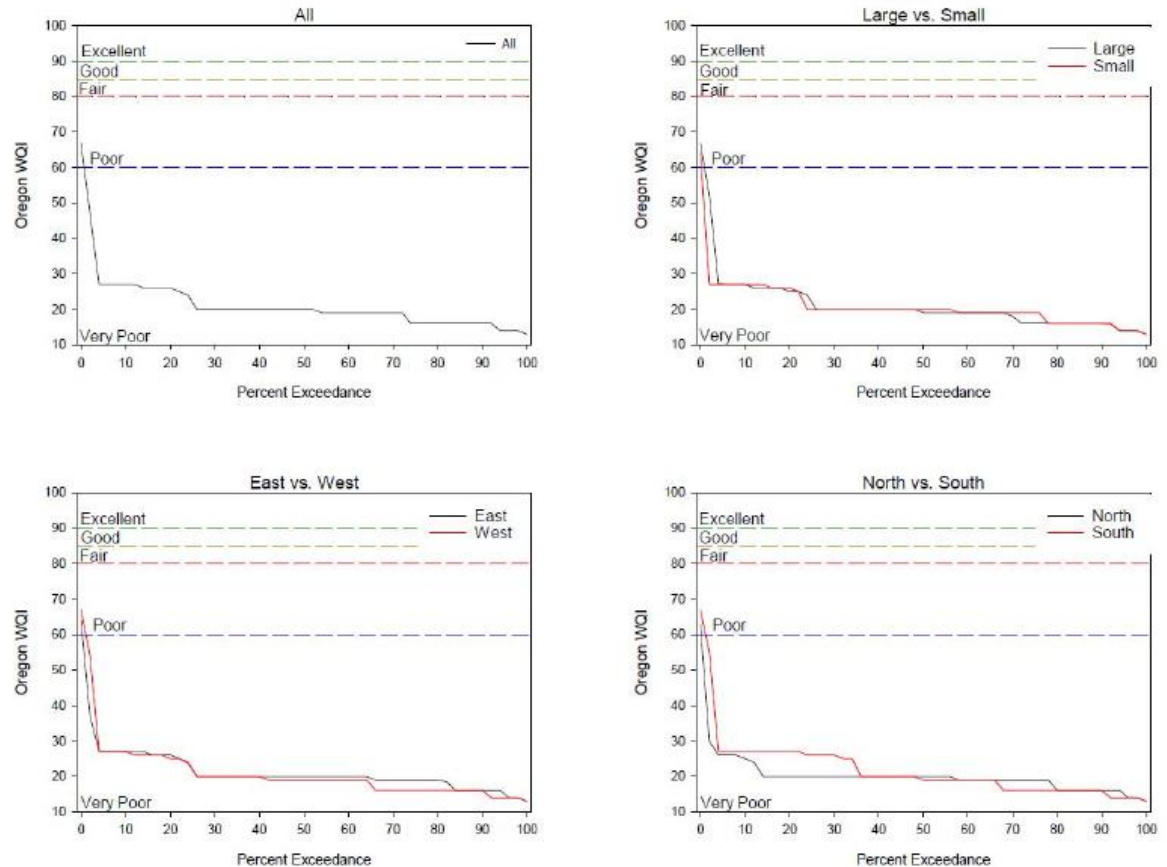 All
100
90
80
70
60
50
40
30
20
10
Oregon WQI
Excellent
Good
Fair
Poor
Very Poor
All
0 10 20 30 40 50 60 70 80 90 100
Percent Exceedance
Large vs. Small
100
90
80
70
60
50
40
30
20
10
Oregon WQI
Excellent
Good
Fair
Poor
Very Poor
Large
Small
0 10 20 30 40 50 60 70 80 90 100
Percent Exceedance
East vs. West
100
90
80
70
60
50
40
30
20
10
Oregon WQI
Excellent
Good
Fair
Poor
Very Poor
East
West
0 10 20 30 40 50 60 70 80 90 100
Percent Exceedance
North vs. South
100
90
80
70
60
50
40
30
20
10
Oregon WQI
Excellent
Good
Fair
Poor
Very Poor
North
South
0 10 20 30 40 50 60 70 80 90 100
Percent Exceedance